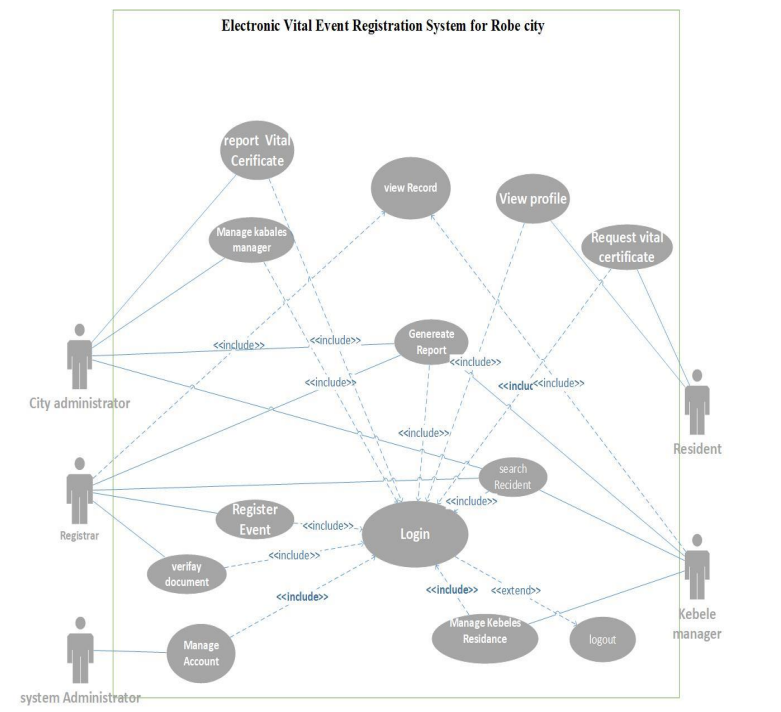 Electronic Vital Event Registration System for Robe city
report Vital
Cerificate
view Record
View profile
Manage kabales
manager
Request vital
certificate
<<include>>
<<include>>
Genereate
Report
<<include>>
<<include>>
<<incluc
<<include>>
City administrator
<<include>>
Resident
search
Recident
<<include>>
Register
Event
<<include>>
Login
Registrar
<<include>>
verifay
document
<<include>>
<<include>>
<<extend>>
Manage Kebeles
Residance
logout
Kebele
manager
Manage
Account
system Administrator